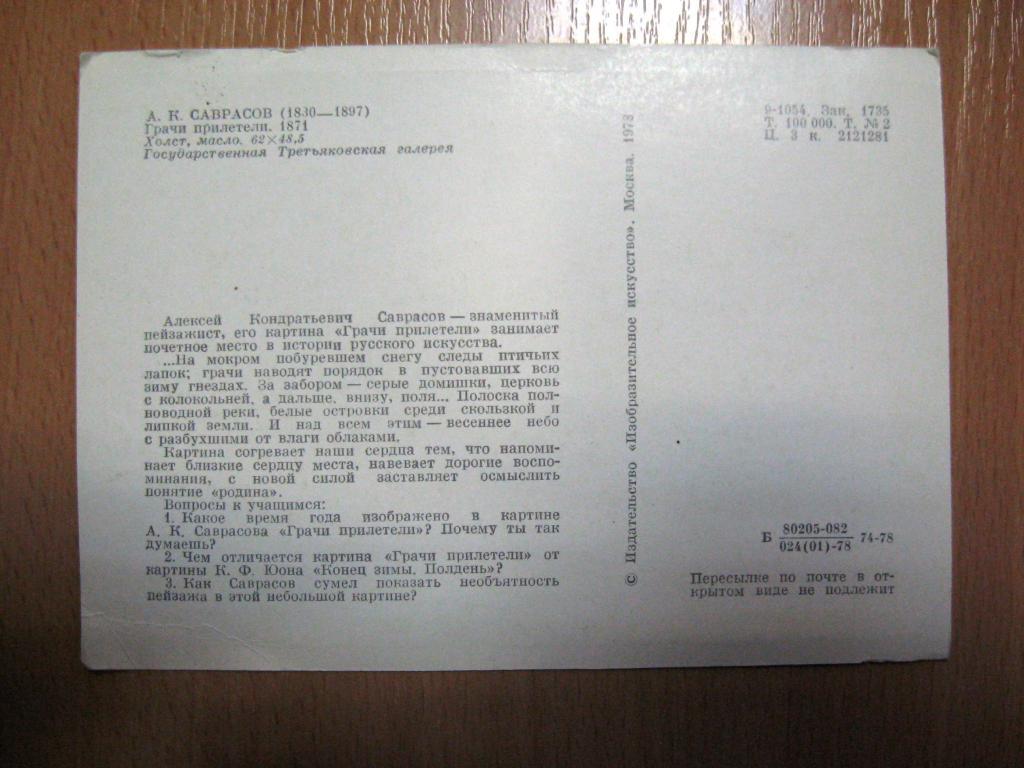 А. К. САВРАСОВ (1830—1897)
Грачи прилетели. 1871
Холст, масло. 62×48,5
Государственная Третьяковская галерея
Алексей Кондратьевич Саврасов — знаменитый
пейзажист, его картина «Грачи прилетели» занимает
почетное место в истории русского искусства.
...На мокром побуревшем снегу следы птичьих
лапок; грачи наводят порядок в пустовавших всю
зиму гнездах. За забором — серые домишки, церковь
с колокольней, а дальше, внизу, поля... Полоска пол-
новодной реки, белые островки среди скользкой и
липкой земли. И над всем этим — весеннее небо
с разбухшими от влаги облаками.
Картина согревает наши сердца тем, что напоми-
нает близкие сердцу места, навевает дорогие воспо-
минания, с новой силой заставляет осмыслить
понятие «родина».
Вопросы к учащимся:
1. Какое время года изображено в картине
А. К. Саврасова «Грачи прилетели»? Почему ты так
думаешь?
2. Чем отличается картина «Грачи прилетели» от
картины К. Ф. Юона «Конец зимы. Полдень»?
3. Как Саврасов сумел показать необъятность
пейзажа в этой небольшой картине?
© Издательство «Изобразительное искусство». Москва. 1978
9-1054. Зак. 1735
Т. 100 000. Т. № 2
Ц. 3 к. 2121281
Б 80205-082 74-78
024(01)-78
Пересылке по почте в от-
крытом виде не подлежит